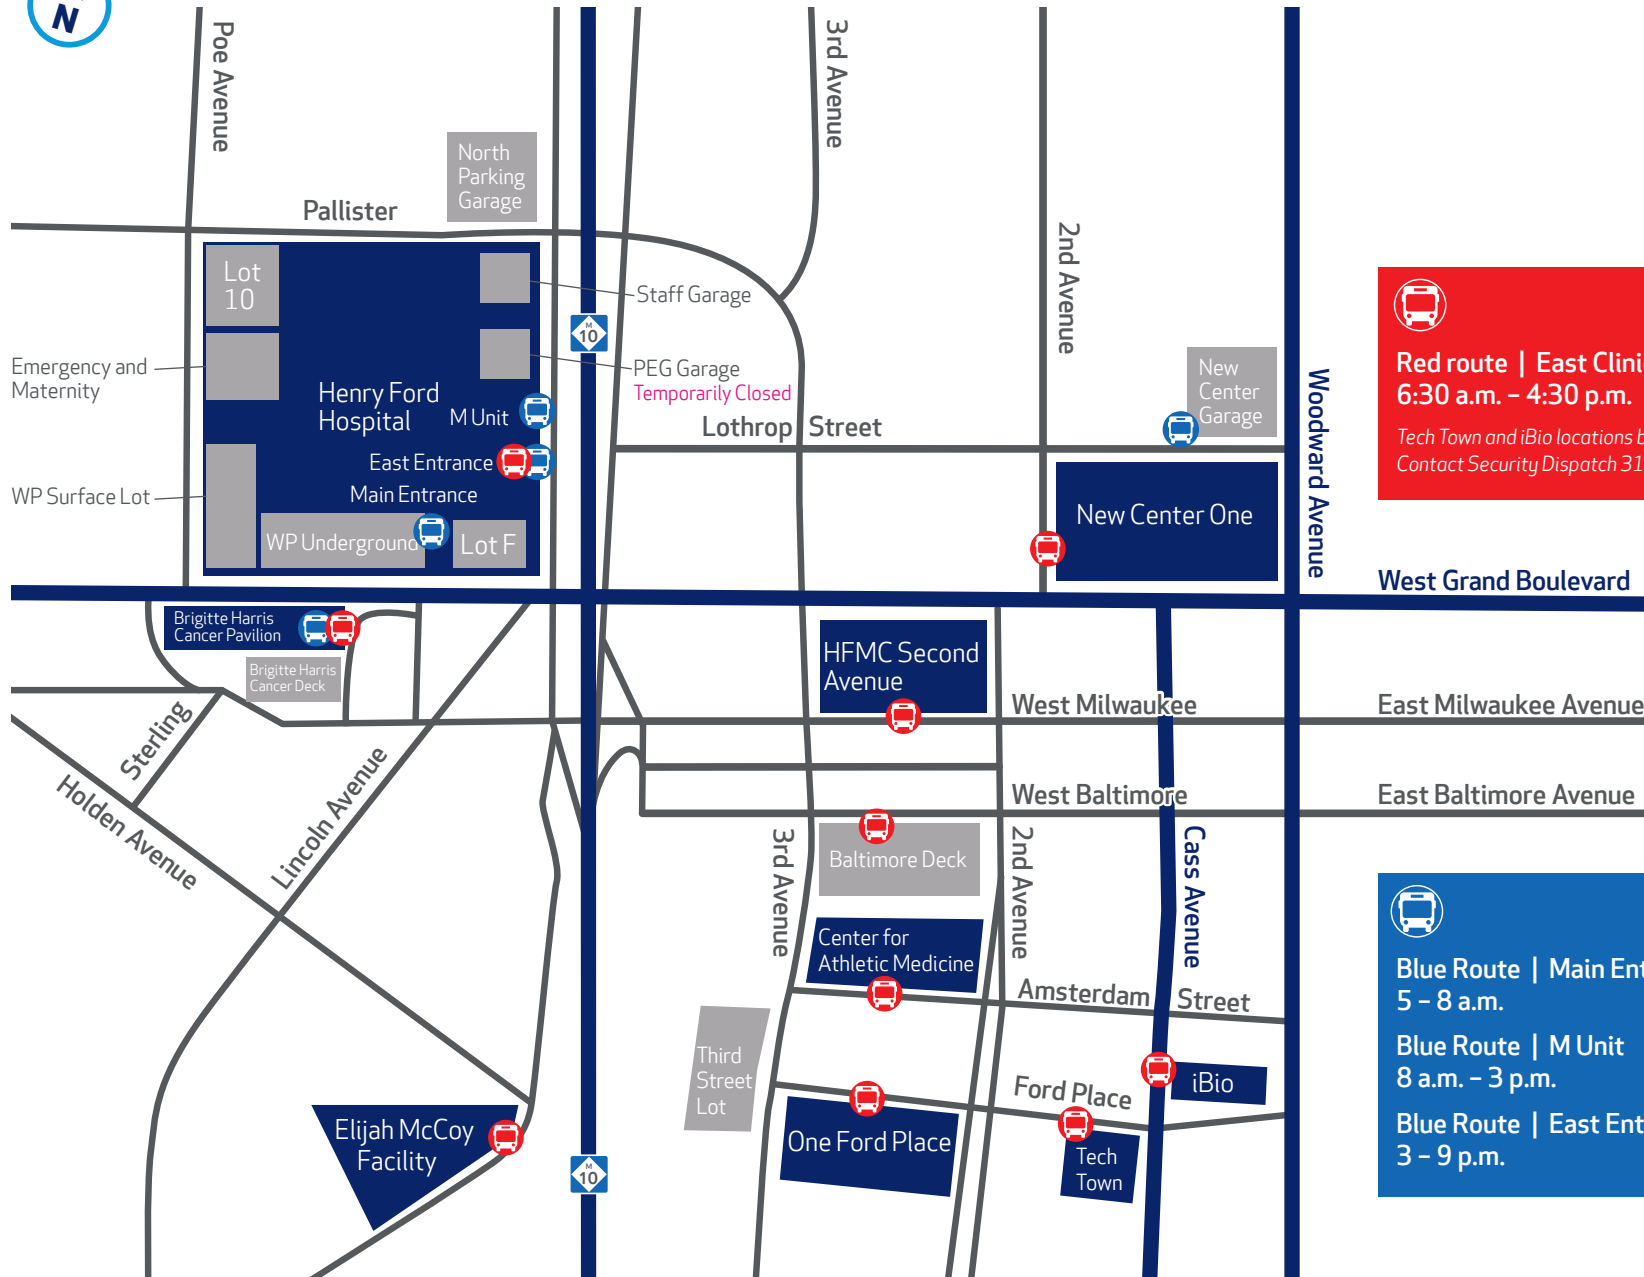 N
Poe Avenue
3rd Avenue
North
Parking
Garage
Pallister
2nd Avenue
Lot
10
Staff Garage
M
10
Emergency and
Maternity
PEG Garage
Temporarily Closed
New
Center
Garage
Woodward Avenue
Henry Ford
Hospital
M Unit
Lothrop Street
East Entrance
Main Entrance
WP Surface Lot
WP Underground
Lot F
New Center One
Red route | East Clini
6:30 a.m. – 4:30 p.m.
Tech Town and iBio locations b
Contact Security Dispatch 31
West Grand Boulevard
Brigitte Harris
Cancer Pavilion
Brigitte Harris
Cancer Deck
HFMC Second
Avenue
West Milwaukee
East Milwaukee Avenue
Sterling
Holden Avenue
Lincoln Avenue
West Baltimore
East Baltimore Avenue
3rd Avenue
Baltimore Deck
2nd Avenue
Cass Avenue
Center for
Athletic Medicine
Amsterdam Street
Third
Street
Lot
Ford Place
iBio
One Ford Place
Tech
Town
Elijah McCoy
Facility
M
10
Blue Route | Main Ent
5 – 8 a.m.
Blue Route | M Unit
8 a.m. – 3 p.m.
Blue Route | East Ent
3 – 9 p.m.